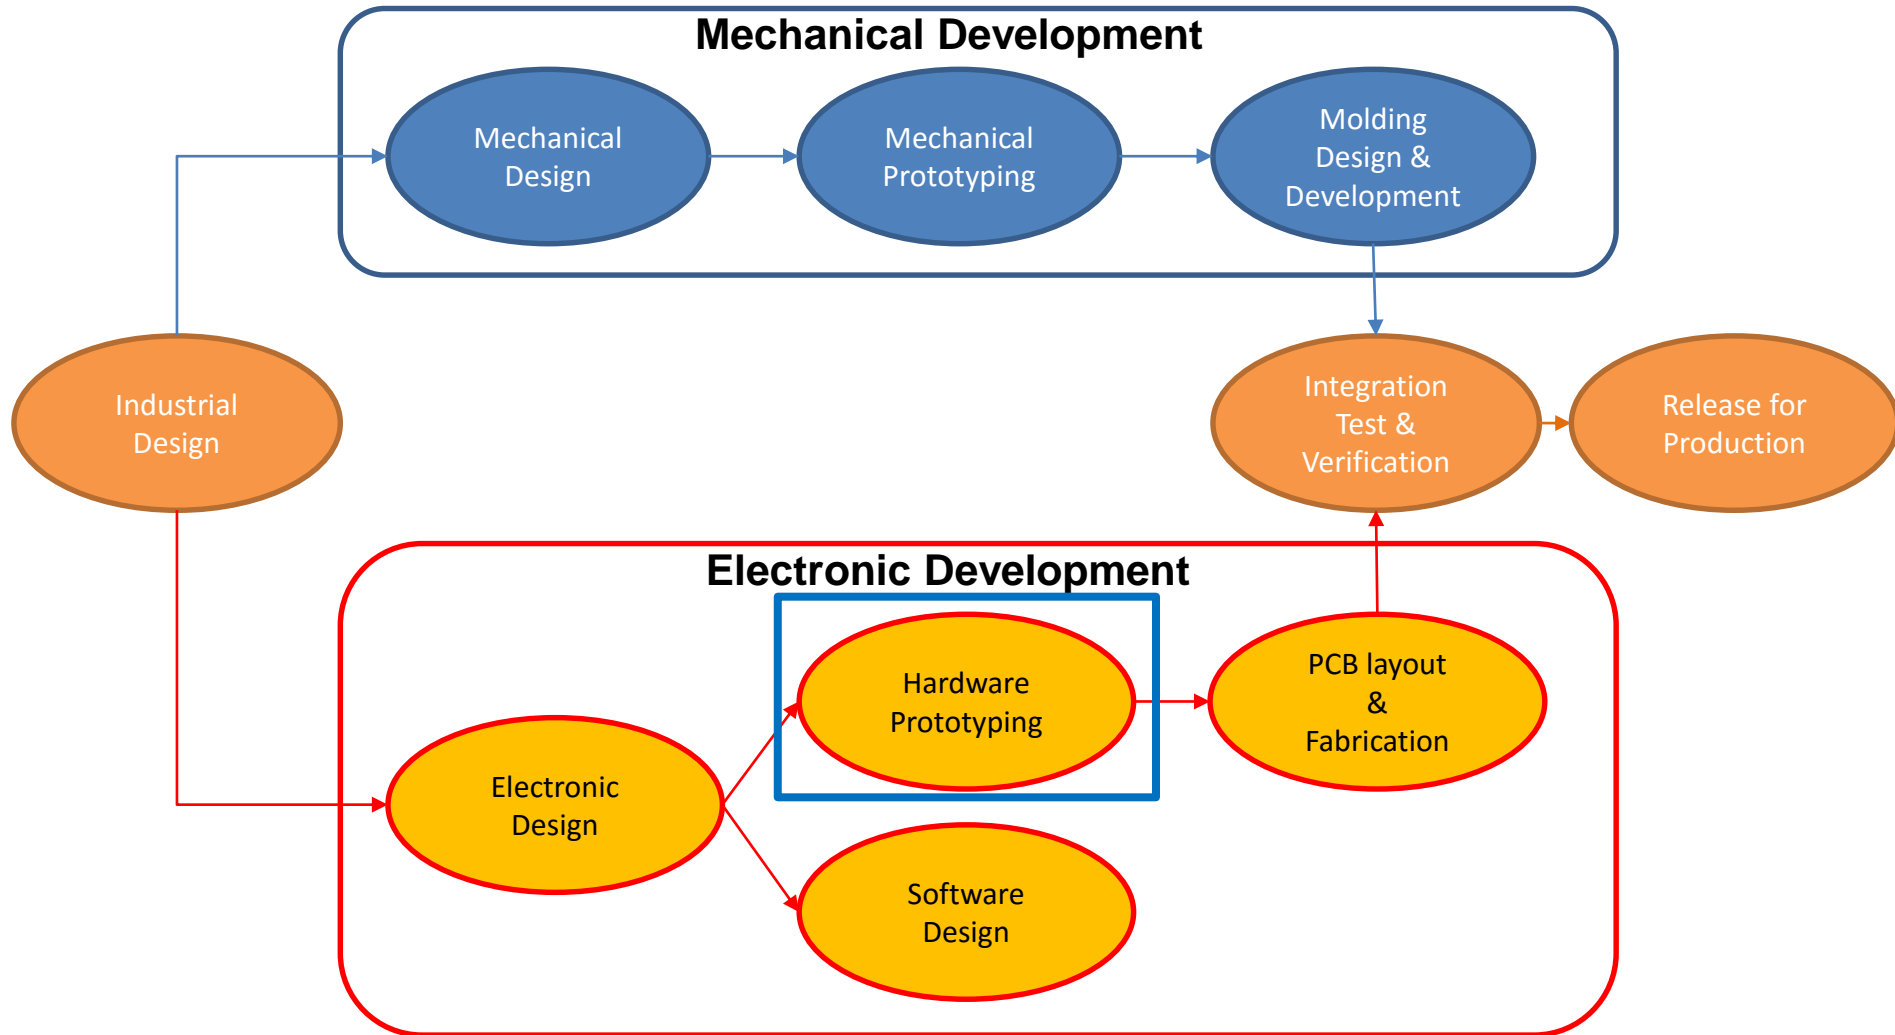 Mechanical Development
Mechanical
Design
Mechanical
Prototyping
Molding
Design &
Development
Industrial
Design
Integration
Test &
Verification
Release for
Production
Electronic Development
Electronic
Design
Hardware
Prototyping
PCB layout
&
Fabrication
Software
Design